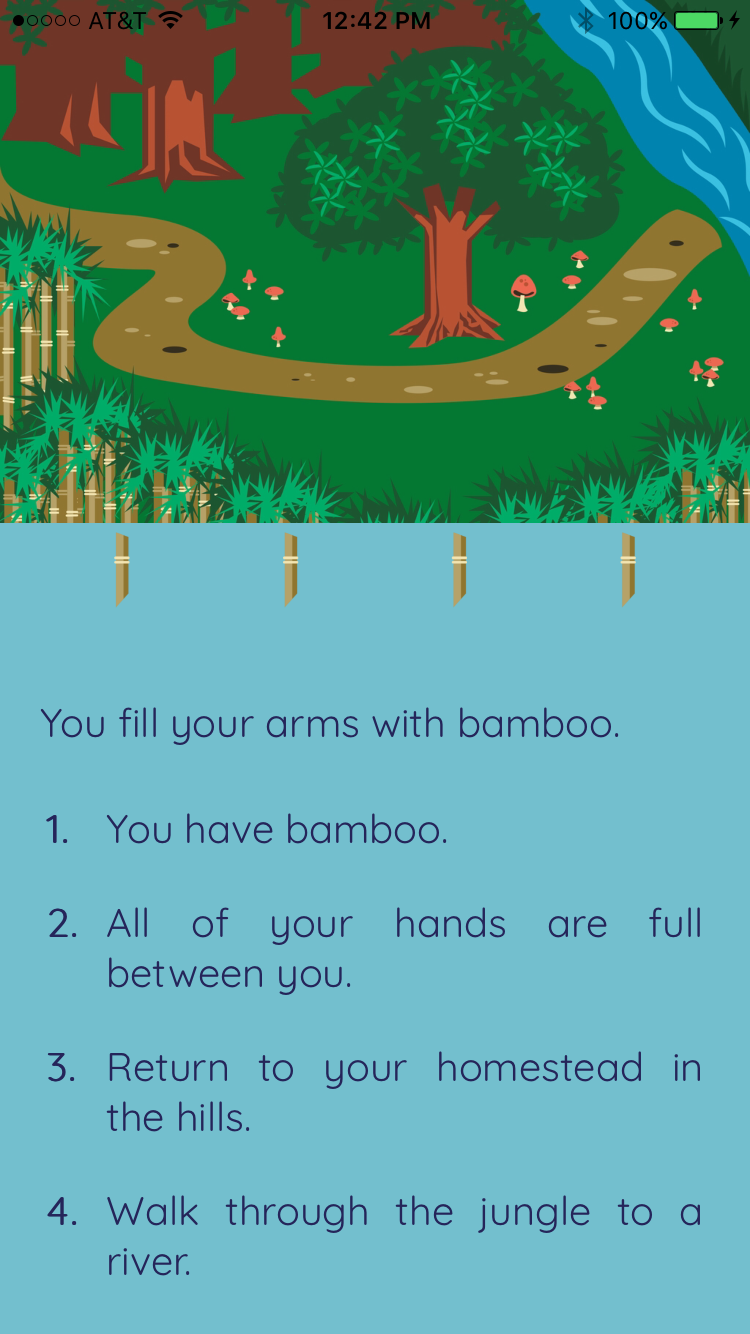 AT&T 12:42 PM 100%
You fill your arms with bamboo.
1. You have bamboo.
2. All of your hands are full
between you.
3. Return to your homestead in
the hills.
4. Walk through the jungle to a
river.